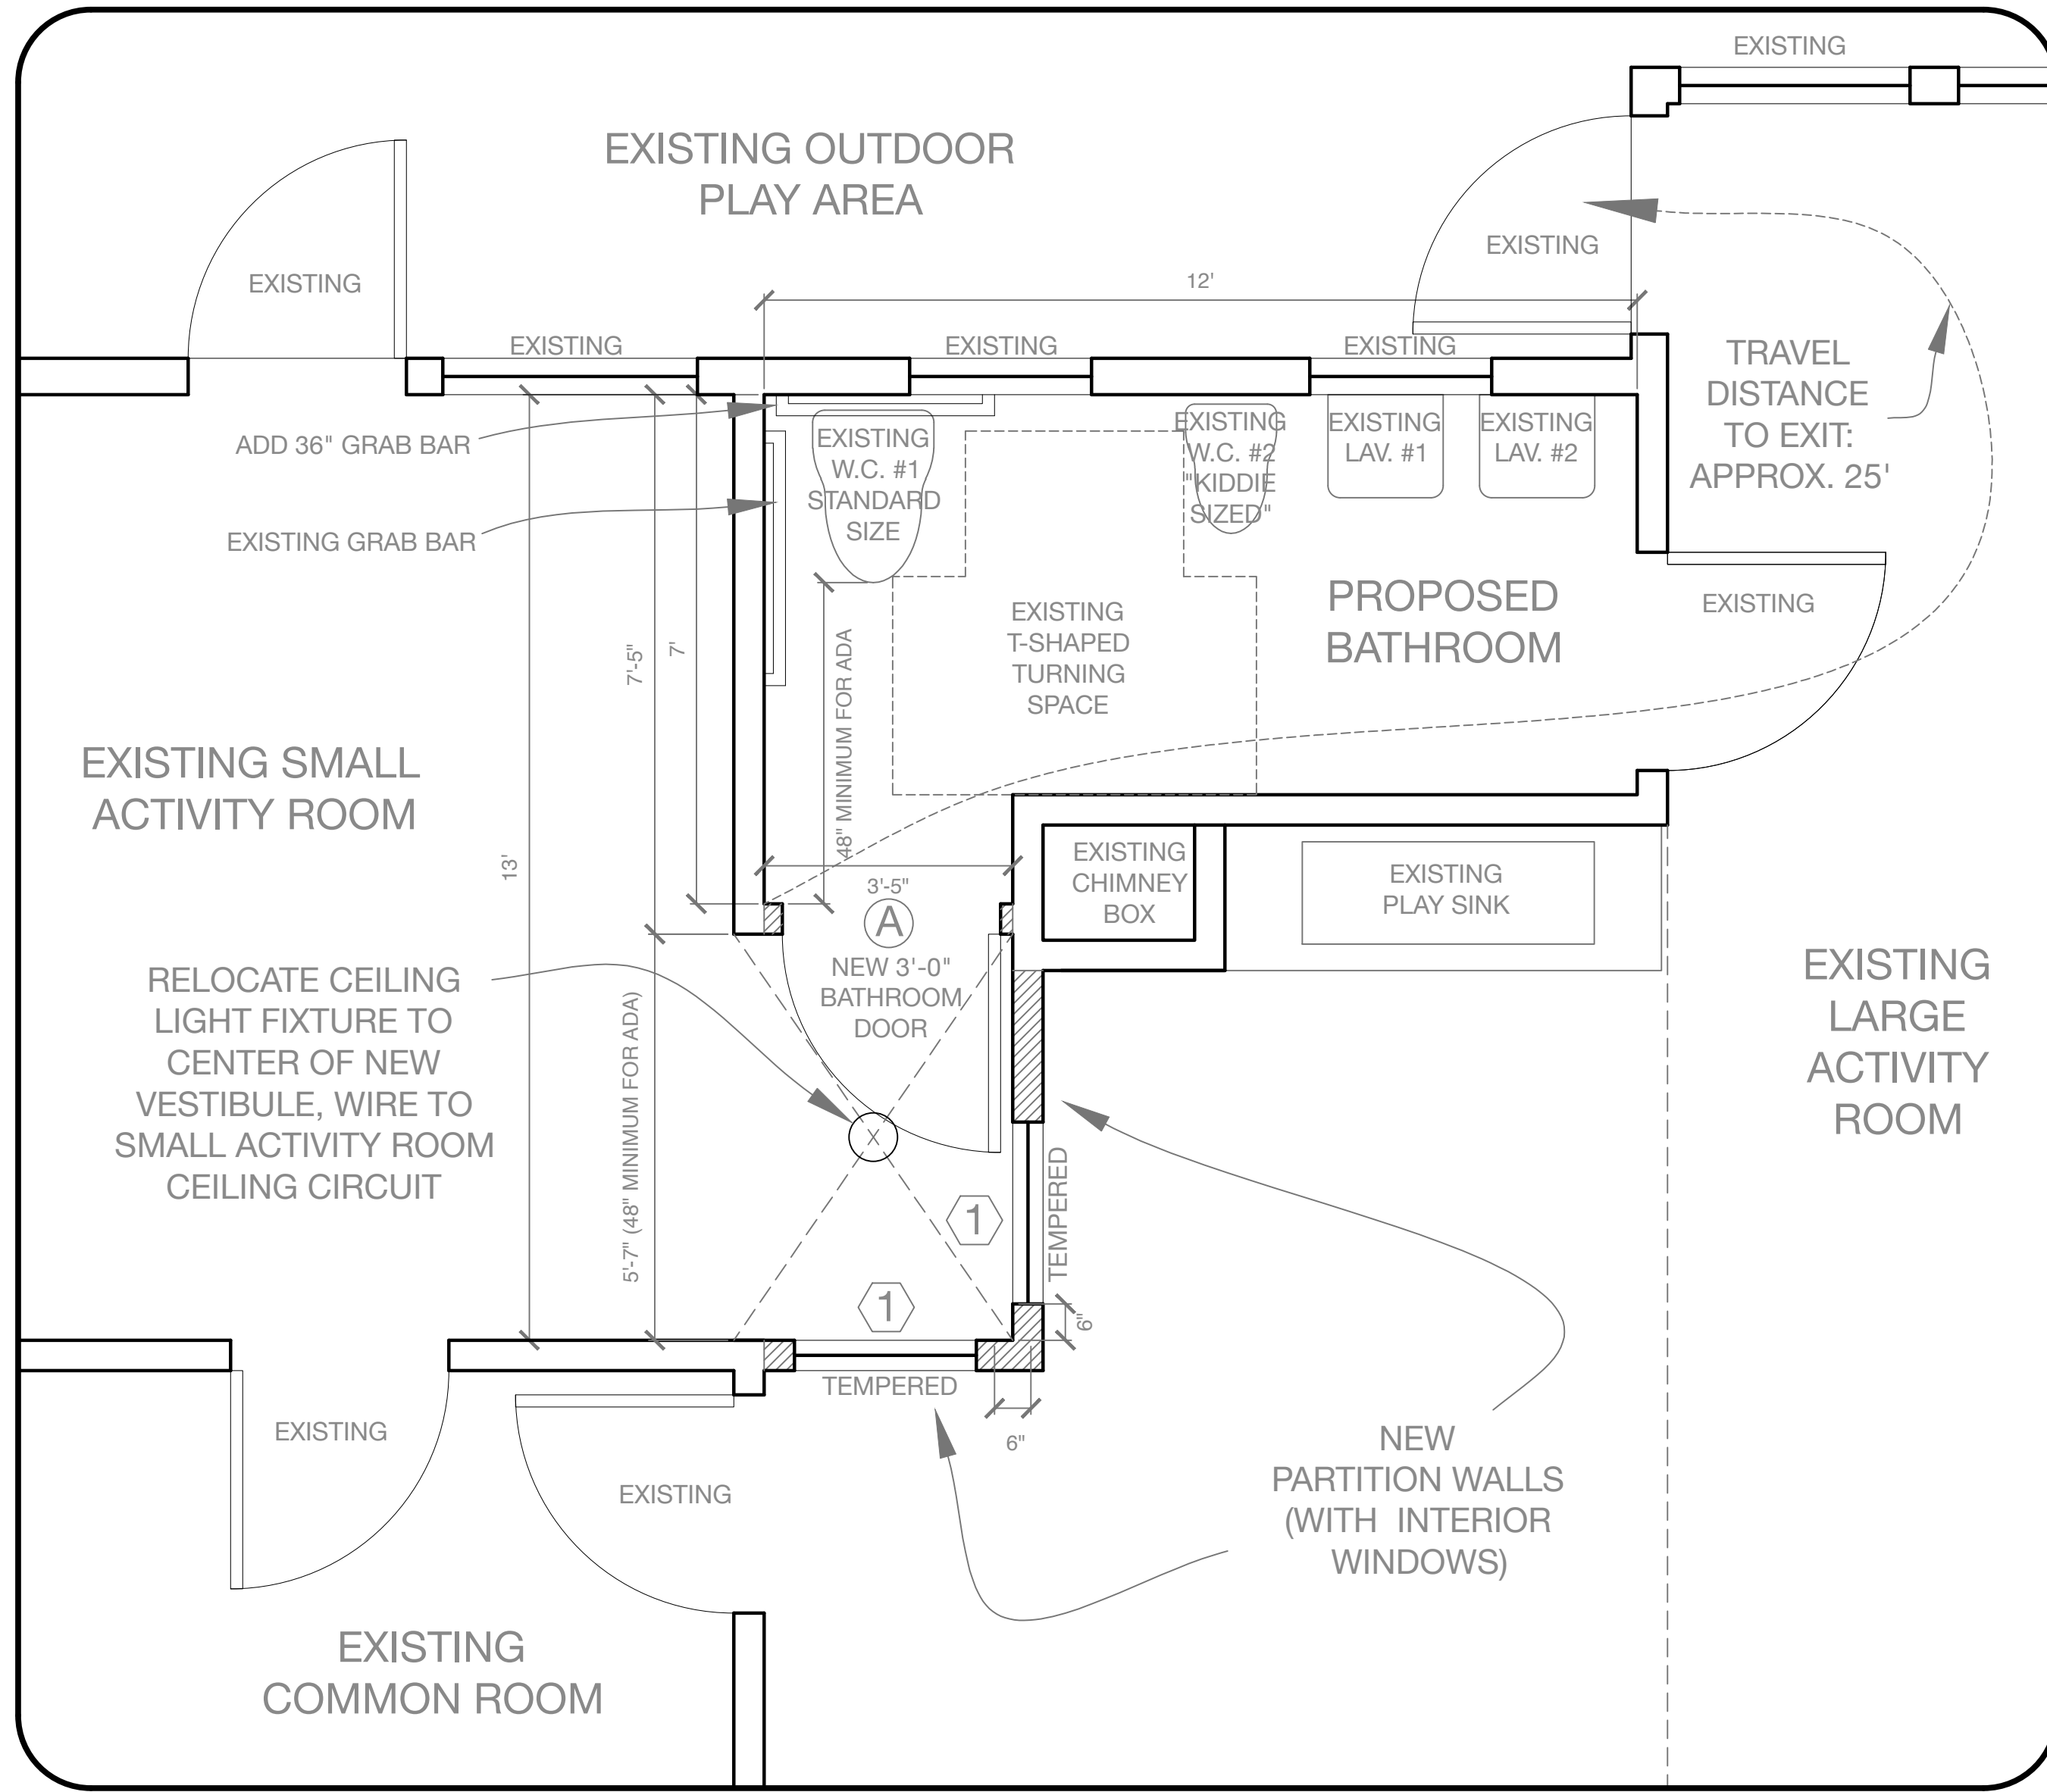 EXISTING
EXISTING OUTDOOR
PLAY AREA
EXISTING
EXISTING
12'
EXISTING
EXISTING
EXISTING
TRAVEL
DISTANCE
TO EXIT:
APPROX. 25'
ADD 36" GRAB BAR
EXISTING GRAB BAR
EXISTING
W.C. #1
STANDARD
SIZE
EXISTING
W.C. #2
"KIDDIE
SIZED"
EXISTING
LAV. #1
EXISTING
LAV. #2
EXISTING
T-SHAPED
TURNING
SPACE
PROPOSED
BATHROOM
EXISTING
7'-5"
7'
48" MINIMUM FOR ADA
EXISTING SMALL
ACTIVITY ROOM
13'
3'-5"
A
NEW 3'-0"
BATHROOM
DOOR
EXISTING
CHIMNEY
BOX
EXISTING
PLAY SINK
EXISTING
LARGE
ACTIVITY
ROOM
RELOCATE CEILING
LIGHT FIXTURE TO
CENTER OF NEW
VESTIBULE, WIRE TO
SMALL ACTIVITY ROOM
CEILING CIRCUIT
5'-7" (48" MINIMUM FOR ADA)
X
1
TEMPERED
1
6"
TEMPERED
6"
EXISTING
EXISTING
NEW
PARTITION WALLS
(WITH  INTERIOR
WINDOWS)
EXISTING
COMMON ROOM